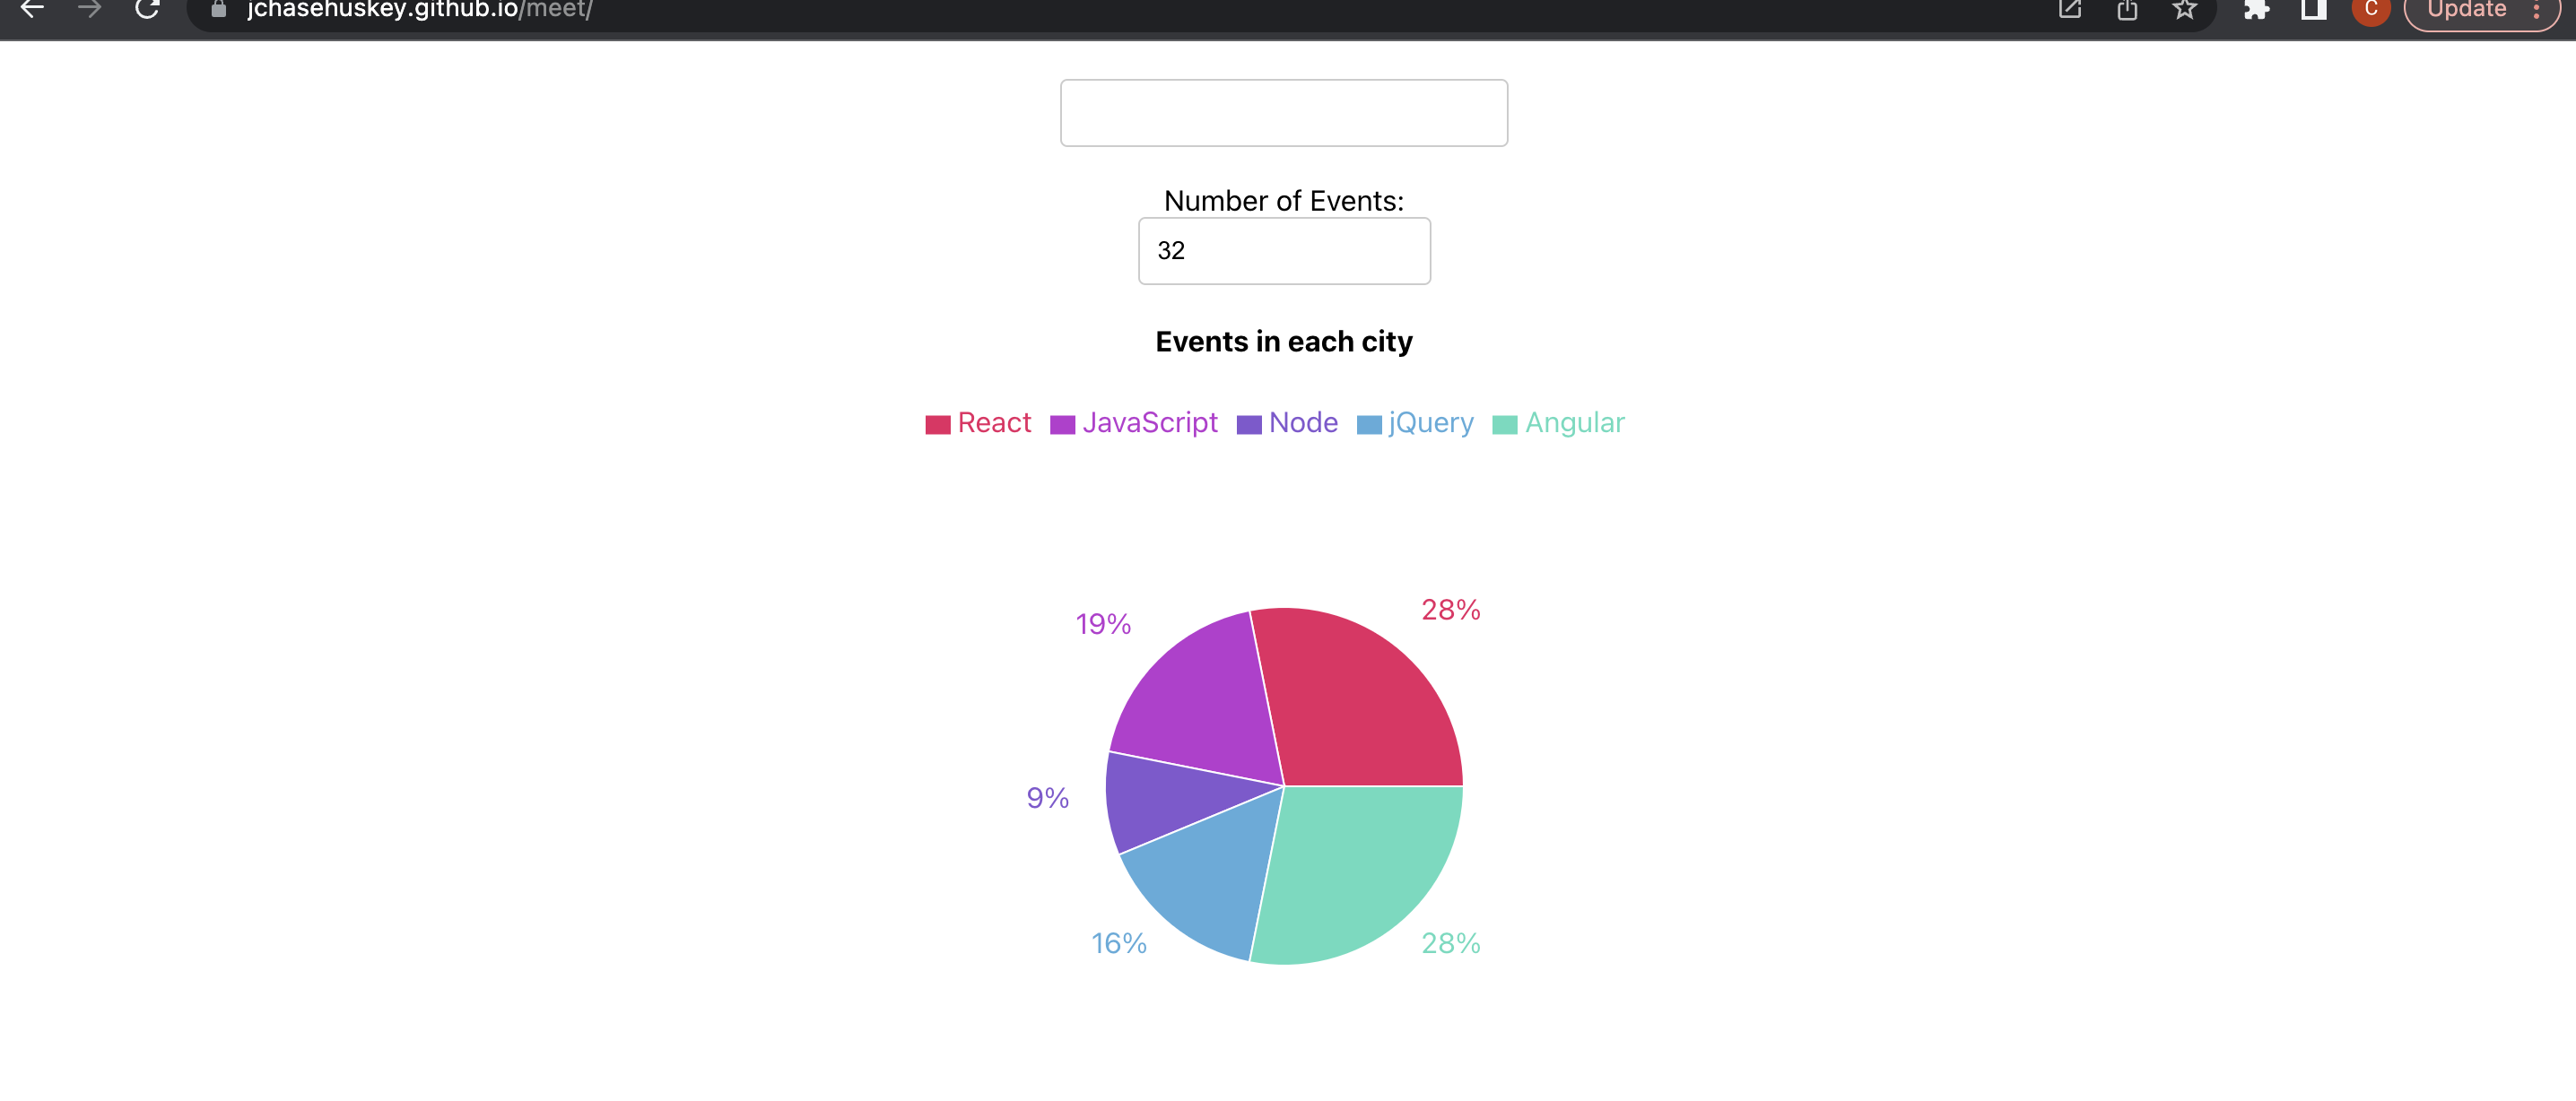 jchasehuskey.github.io/meet/
C
Update
Number of Events:
32
Events in each city
React JavaScript Node jQuery Angular
19%
28%
9%
16%
28%